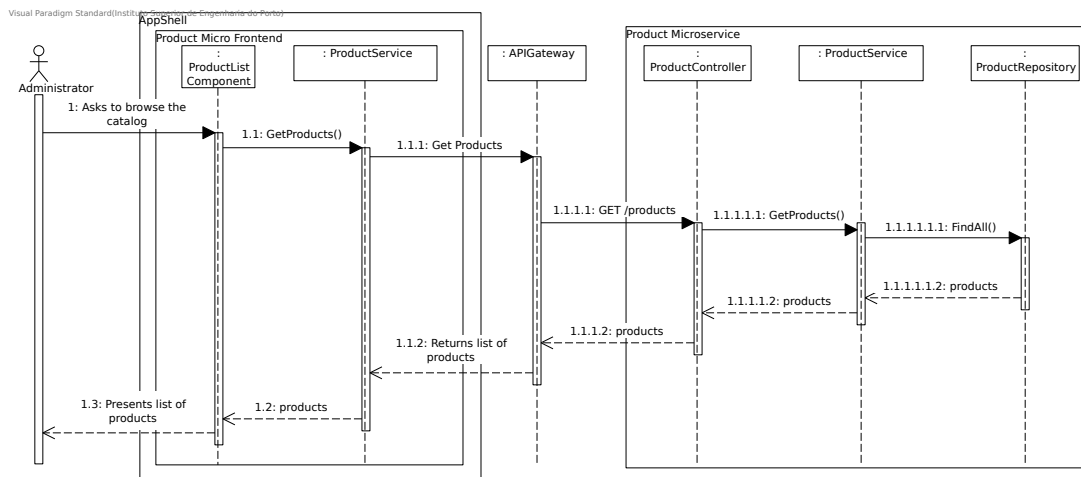 Visual Paradigm Standard(Instituto Superior de Engenharia do Porto)
AppShell
Product Micro Frontend
Product Microservice
:
ProductList
Component
: ProductService
: APIGateway
:
ProductController
: ProductService
:
ProductRepository
Administrator
1: Asks to browse the
catalog
1.1: GetProducts()
1.1.1: Get Products
1.1.1.1: GET /products
1.1.1.1.1: GetProducts()
1.1.1.1.1.1: FindAll()
1.1.1.1.1.2: products
1.1.1.1.2: products
1.1.1.2: products
1.1.2: Returns list of
products
1.2: products
1.3: Presents list of
products